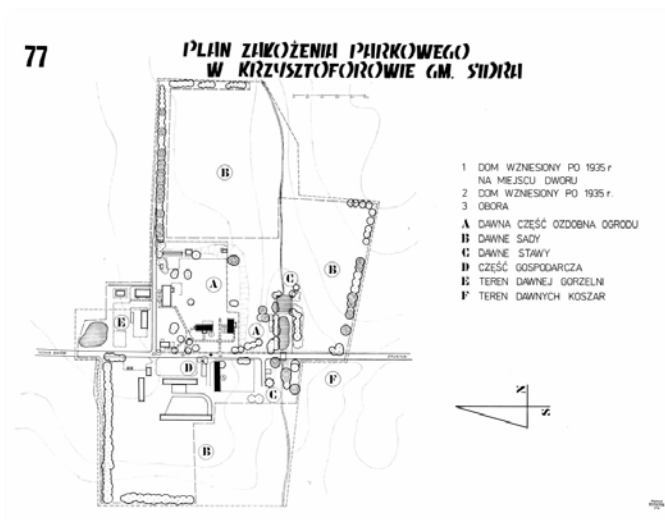 77
PLAN ZAŁOŻENIA PARKOWEGO
W KRZYSZTOFOROWIE GM. SIDRA
1 DOM WZNIESIONY PO 1935 r
NA MIEJSCU DWORU
2 DOM WZNIESIONY PO 1935 r.
3 OBORA
A DAWNA CZĘŚĆ OZDOBNA OGRODU
B DAWNE SADY
C DAWNE STAWY
D CZĘŚĆ GOSPODARCZA
E TEREN DAWNEJ GORZELNI
F TEREN DAWNYCH KOSZAR
B
B
A
C
E
A
D
F
C
B
N
S